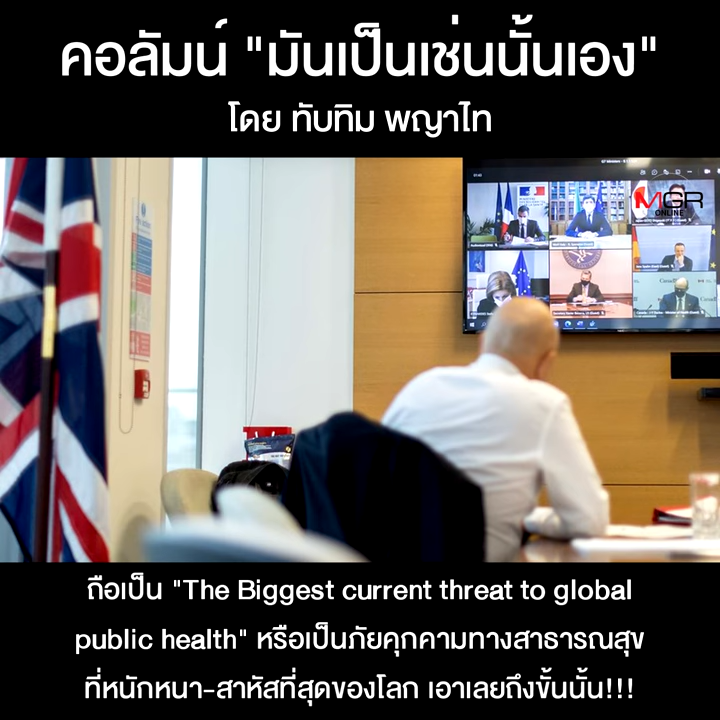 คอลัมน์ "มันเป็นเช่นนั้นเอง"
โดย ทับทิม พญาไท
MGR
ONLINE
ถือเป็น "The Biggest current threat to global
public health" หรือเป็นภัยคุกคามทางสาธารณสุข
ที่หนักหนา-สาหัสที่สุดของโลก เอาเลยถึงขั้นนั้น!!!